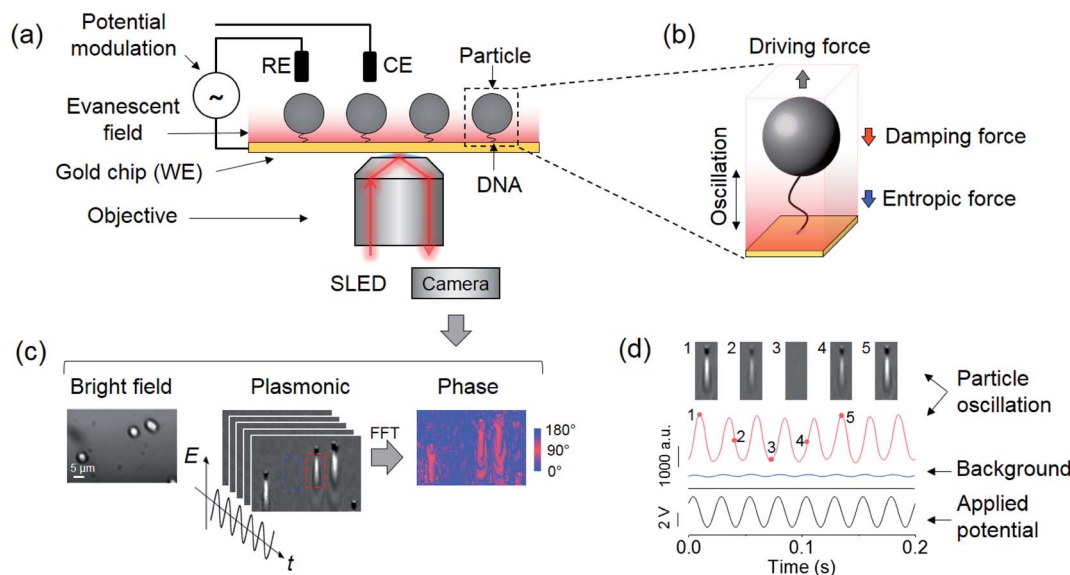 (a)
Potential
modulation
RE
CE
Particle
~
Evanescent
field
Gold chip (WE)
DNA
Objective
SLED
Camera
(b)
Driving force
Damping force
Oscillation
Entropic force
(c)
Bright field
Plasmonic
Phase
5 µm
E
t
FFT
180°
90°
0°
(d)
1 2 3 4 5
Particle
oscillation
1 2 3 4 5
1000 a.u.
Background
2 V
Applied
potential
0.0 0.1 0.2
Time (s)